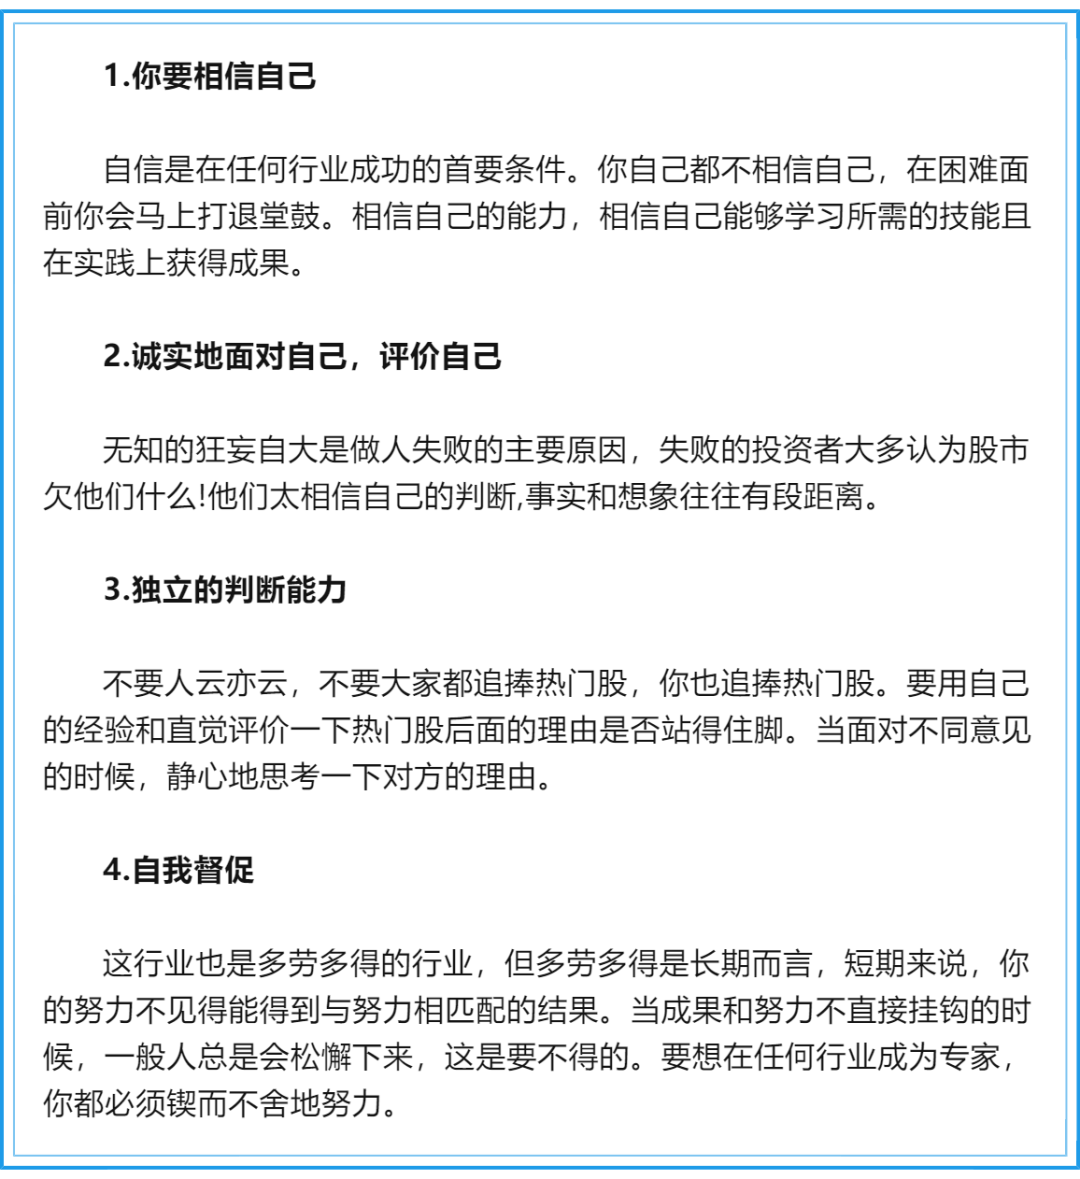 1.你要相信自己
自信是在任何行业成功的首要条件。你自己都不相信自己，在困难面
前你会马上打退堂鼓。相信自己的能力，相信自己能够学习所需的技能且
在实践上获得成果。
2.诚实地面对自己，评价自己
无知的狂妄自大是做人失败的主要原因，失败的投资者大多认为股市
欠他们什么!他们太相信自己的判断,事实和想象往往有段距离。
3.独立的判断能力
不要人云亦云，不要大家都追捧热门股，你也追捧热门股。要用自己
的经验和直觉评价一下热门股后面的理由是否站得住脚。当面对不同意见
的时候，静心地思考一下对方的理由。
4.自我督促
这行业也是多劳多得的行业，但多劳多得是长期而言，短期来说，你
的努力不见得能得到与努力相匹配的结果。当成果和努力不直接挂钩的时
候，一般人总是会松懈下来，这是要不得的。要想在任何行业成为专家，
你都必须锲而不舍地努力。